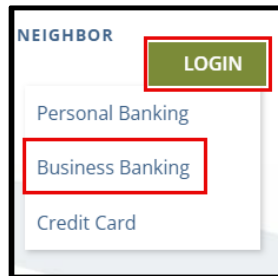 NEIGHBOR
LOGIN
Personal Banking
Business Banking
Credit Card